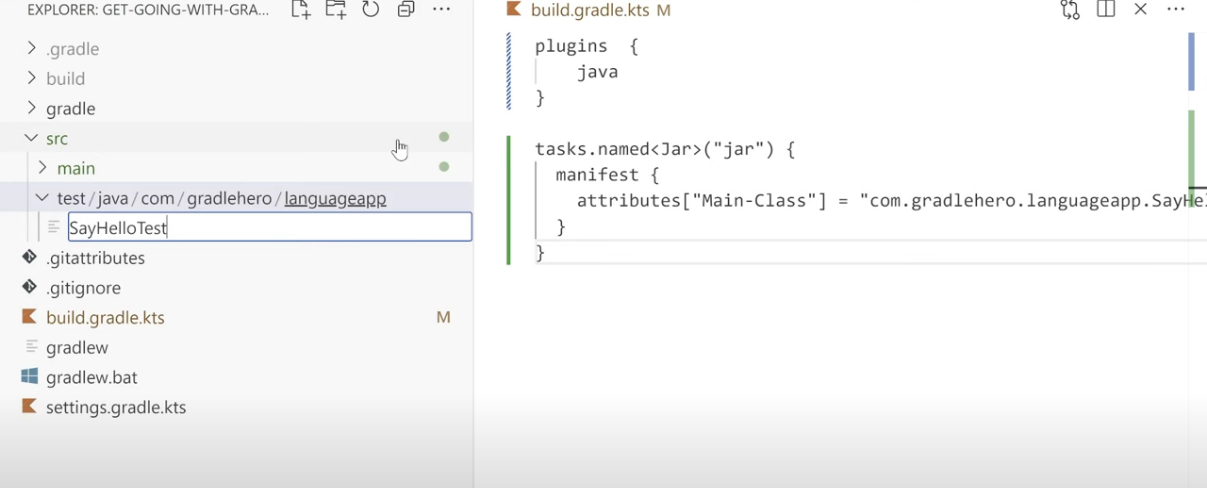 EXPLORER: GET-GOING-WITH-GRA...
.gradle
build
gradle
src
main
test/java/com/gradlehero/languageapp
SayHelloTest
.gitattributes
.gitignore
build.gradle.kts M
gradlew
gradlew.bat
settings.gradle.kts
build.gradle.kts M
plugins {
java
}
tasks.named<Jar>("jar") {
manifest {
attributes["Main-Class"] = "com.gradlehero.languageapp.SayHel
}
}